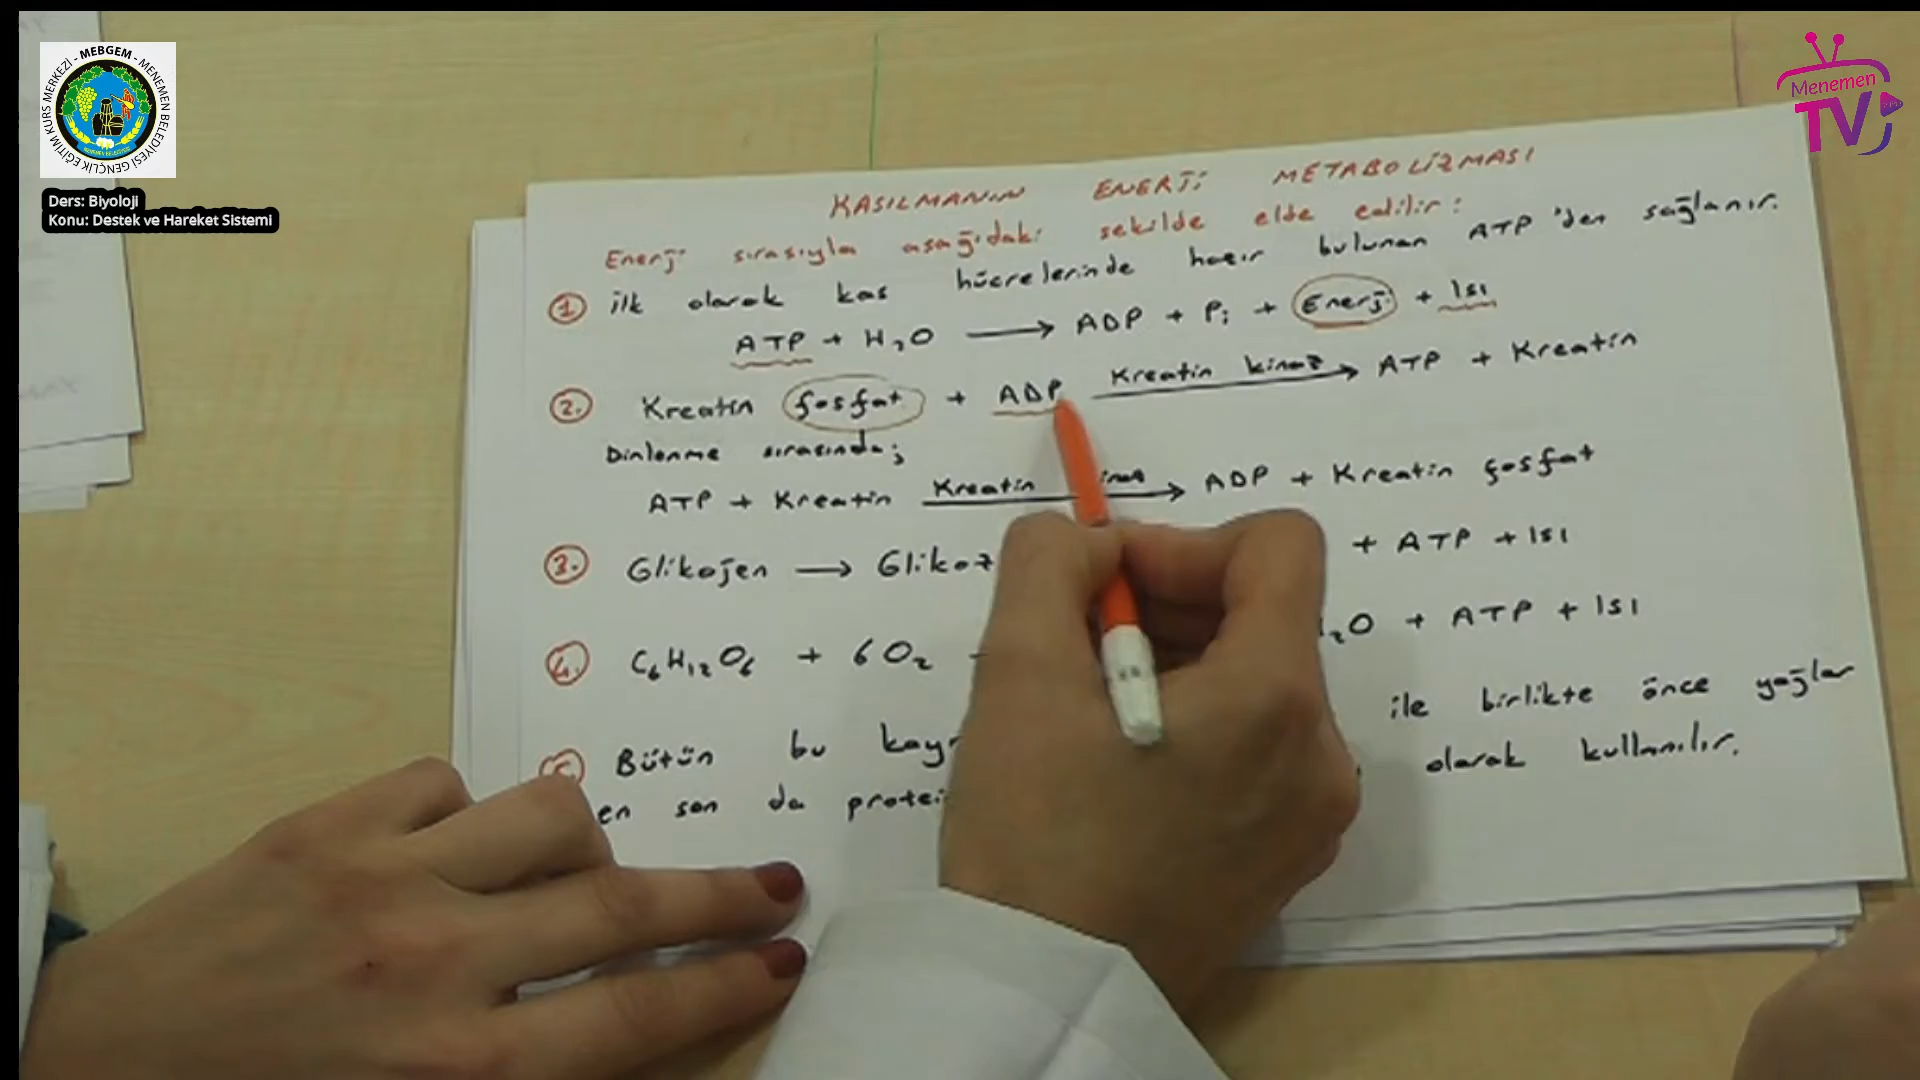 MEBGEM - MENEMEN BELEDİYESİ GENÇLİK EĞİTİM KURS MERKEZİ -
Menemen
TV
Ders: Biyoloji
Konu: Destek ve Hareket Sistemi
KASILMANIN ENERJİ METABOLİZMASI
Enerji sırasıyla aşağıdaki şekilde elde edilir:
1 ilk olarak kas hücrelerinde hazır bulunan ATP'den sağlanır.
ATP + H2O → ADP + Pi + Enerji + Isı
2. Kreatin fosfat + ADP Kreatin kinaz → ATP + Kreatin
Dinlenme sırasında;
ATP + Kreatin Kreatin → ADP + Kreatin fosfat
3. Glikojen → Glikoz + ATP + Isı
4. C6H12O6 + 6O2 + ATP + Isı
Bütün bu ile birlikte önce yağlar
en son da olarak kullanılır.